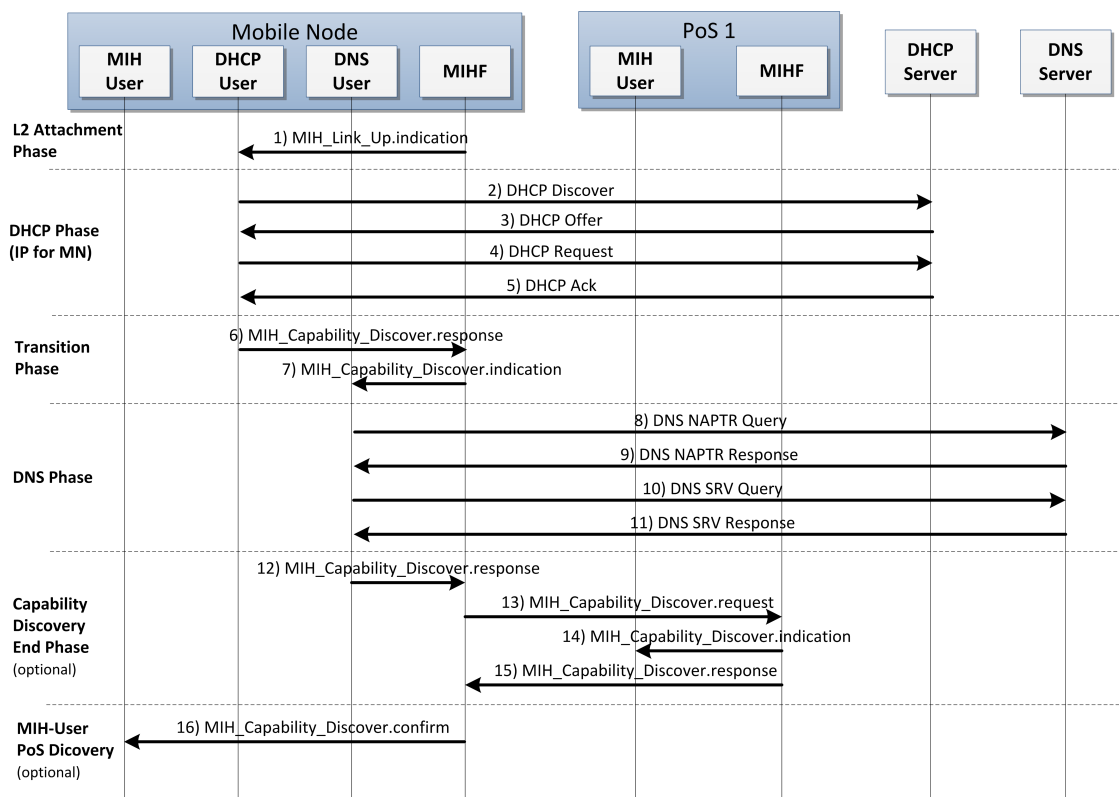 Mobile Node
PoS 1
MIH
User
DHCP
User
DNS
User
MIHF
MIH
User
MIHF
DHCP
Server
DNS
Server
L2 Attachment
Phase
1) MIH_Link_Up.indication
DHCP Phase
(IP for MN)
2) DHCP Discover
3) DHCP Offer
4) DHCP Request
5) DHCP Ack
Transition
Phase
6) MIH_Capability_Discover.response
7) MIH_Capability_Discover.indication
DNS Phase
8) DNS NAPTR Query
9) DNS NAPTR Response
10) DNS SRV Query
11) DNS SRV Response
Capability
Discovery
End Phase
(optional)
12) MIH_Capability_Discover.response
13) MIH_Capability_Discover.request
14) MIH_Capability_Discover.indication
15) MIH_Capability_Discover.response
MIH-User
PoS Dicovery
(optional)
16) MIH_Capability_Discover.confirm